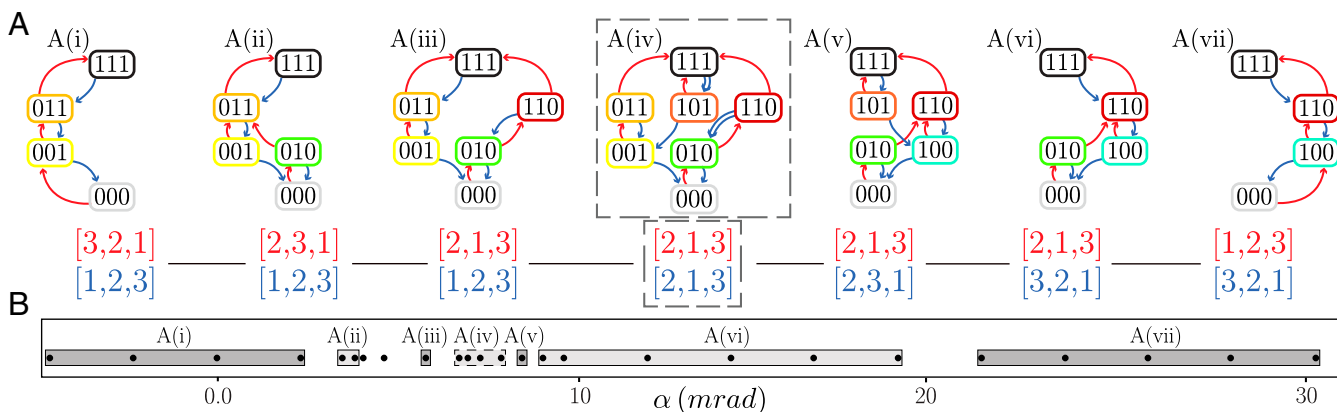 A
A(i) A(ii) A(iii) A(iv) A(v) A(vi) A(vii)
111 111 111 111 111 111 111
011 011 011 110 011 101 110 101 110 110 110
001 001 010 001 010 001 010 010 100 010 100 100
000 000 000 000 000 000 000
[3,2,1] [2,3,1] [2,1,3] [2,1,3] [2,1,3] [2,1,3] [1,2,3]
[1,2,3] [1,2,3] [1,2,3] [2,1,3] [2,3,1] [3,2,1] [3,2,1]
B
A(i) A(ii) A(iii) A(iv) A(v) A(vi) A(vii)
0.0 10 20 30
α (mrad)